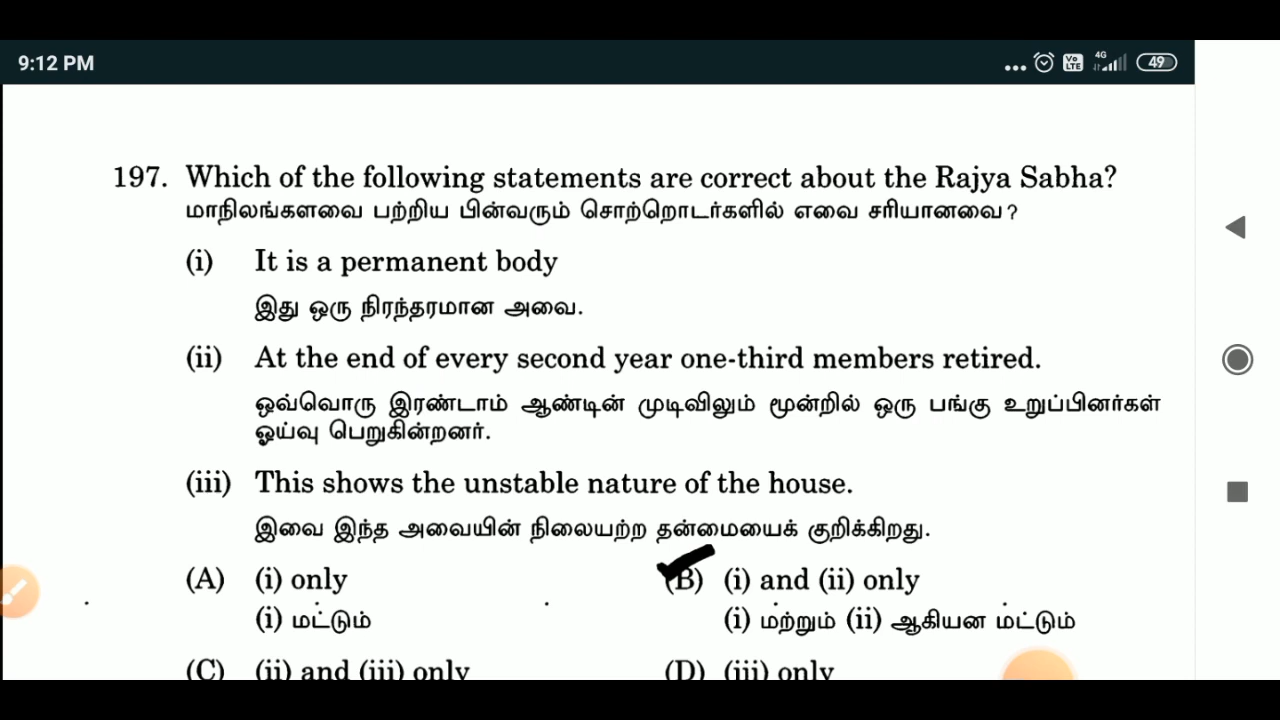 9:12 PM
4G
Vo LTE
49
197. Which of the following statements are correct about the Rajya Sabha?
மாநிலங்களவை பற்றிய பின்வரும் சொற்றொடர்களில் எவை சரியானவை?
(i) It is a permanent body
இது ஒரு நிரந்தரமான அவை.
(ii) At the end of every second year one-third members retired.
ஒவ்வொரு இரண்டாம் ஆண்டின் முடிவிலும் மூன்றில் ஒரு பங்கு உறுப்பினர்கள்
ஓய்வு பெறுகின்றனர்.
(iii) This shows the unstable nature of the house.
இவை இந்த அவையின் நிலையற்ற தன்மையைக் குறிக்கிறது.
(A) (i) only (B) (i) and (ii) only
(i) மட்டும் (i) மற்றும் (ii) ஆகியன மட்டும்
(C) (ii) and (iii) only (D) (iii) only